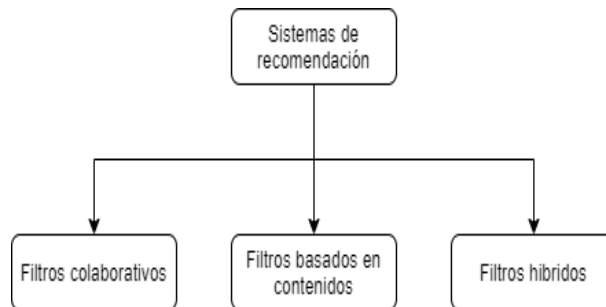 Sistemas de
recomendación
Filtros colaborativos
Filtros basados en
contenidos
Filtros hibridos